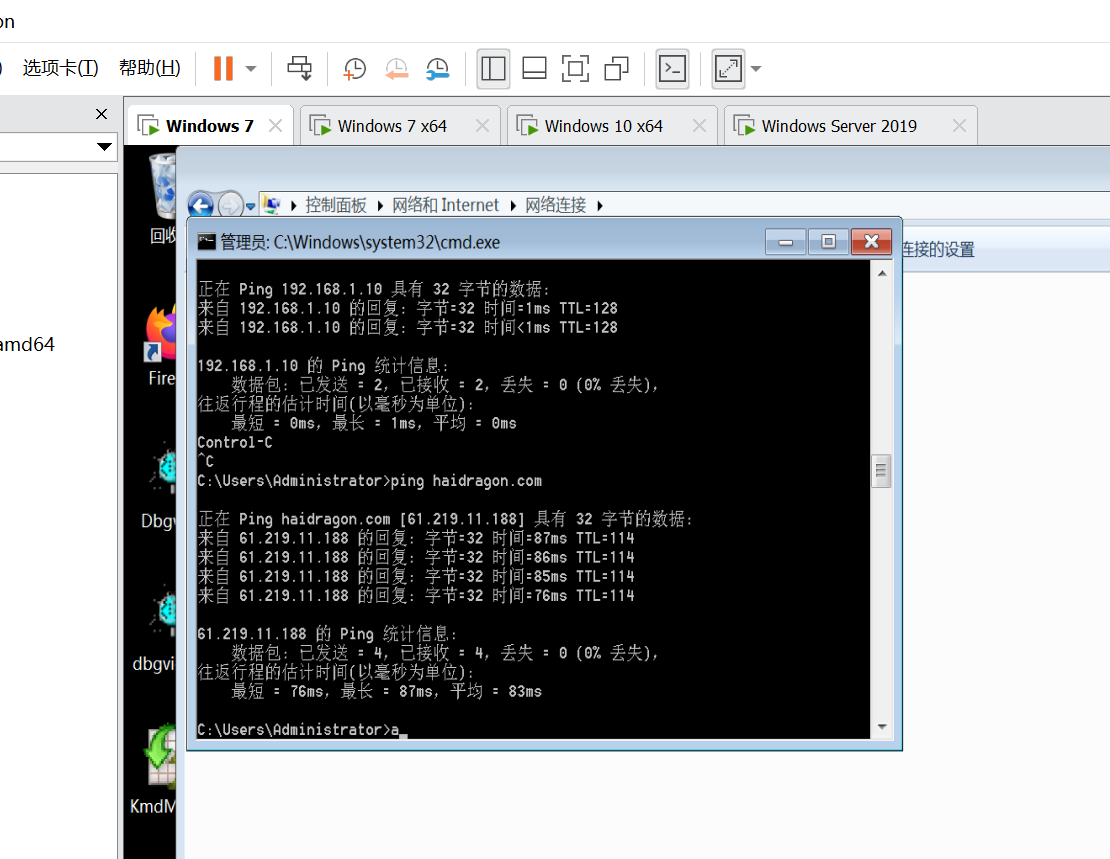 on
) 选项卡(T) 帮助(H)
Windows 7
Windows 7 x64
Windows 10 x64
Windows Server 2019
控制面板
网络和 Internet
网络连接
回收
管理员: C:\Windows\system32\cmd.exe
连接的设置
正在 Ping 192.168.1.10 具有 32 字节的数据:
来自 192.168.1.10 的回复: 字节=32 时间=1ms TTL=128
来自 192.168.1.10 的回复: 字节=32 时间<1ms TTL=128
192.168.1.10 的 Ping 统计信息:
数据包: 已发送 = 2, 已接收 = 2, 丢失 = 0 (0% 丢失),
往返行程的估计时间(以毫秒为单位):
最短 = 0ms, 最长 = 1ms, 平均 = 0ms
Control-C
^C
C:\Users\Administrator>ping haidragon.com
正在 Ping haidragon.com [61.219.11.188] 具有 32 字节的数据:
来自 61.219.11.188 的回复: 字节=32 时间=87ms TTL=114
来自 61.219.11.188 的回复: 字节=32 时间=86ms TTL=114
来自 61.219.11.188 的回复: 字节=32 时间=85ms TTL=114
来自 61.219.11.188 的回复: 字节=32 时间=76ms TTL=114
61.219.11.188 的 Ping 统计信息:
数据包: 已发送 = 4, 已接收 = 4, 丢失 = 0 (0% 丢失),
往返行程的估计时间(以毫秒为单位):
最短 = 76ms, 最长 = 87ms, 平均 = 83ms
C:\Users\Administrator>a_
amd64
Fire
Dbgv
dbgvi
KmdM